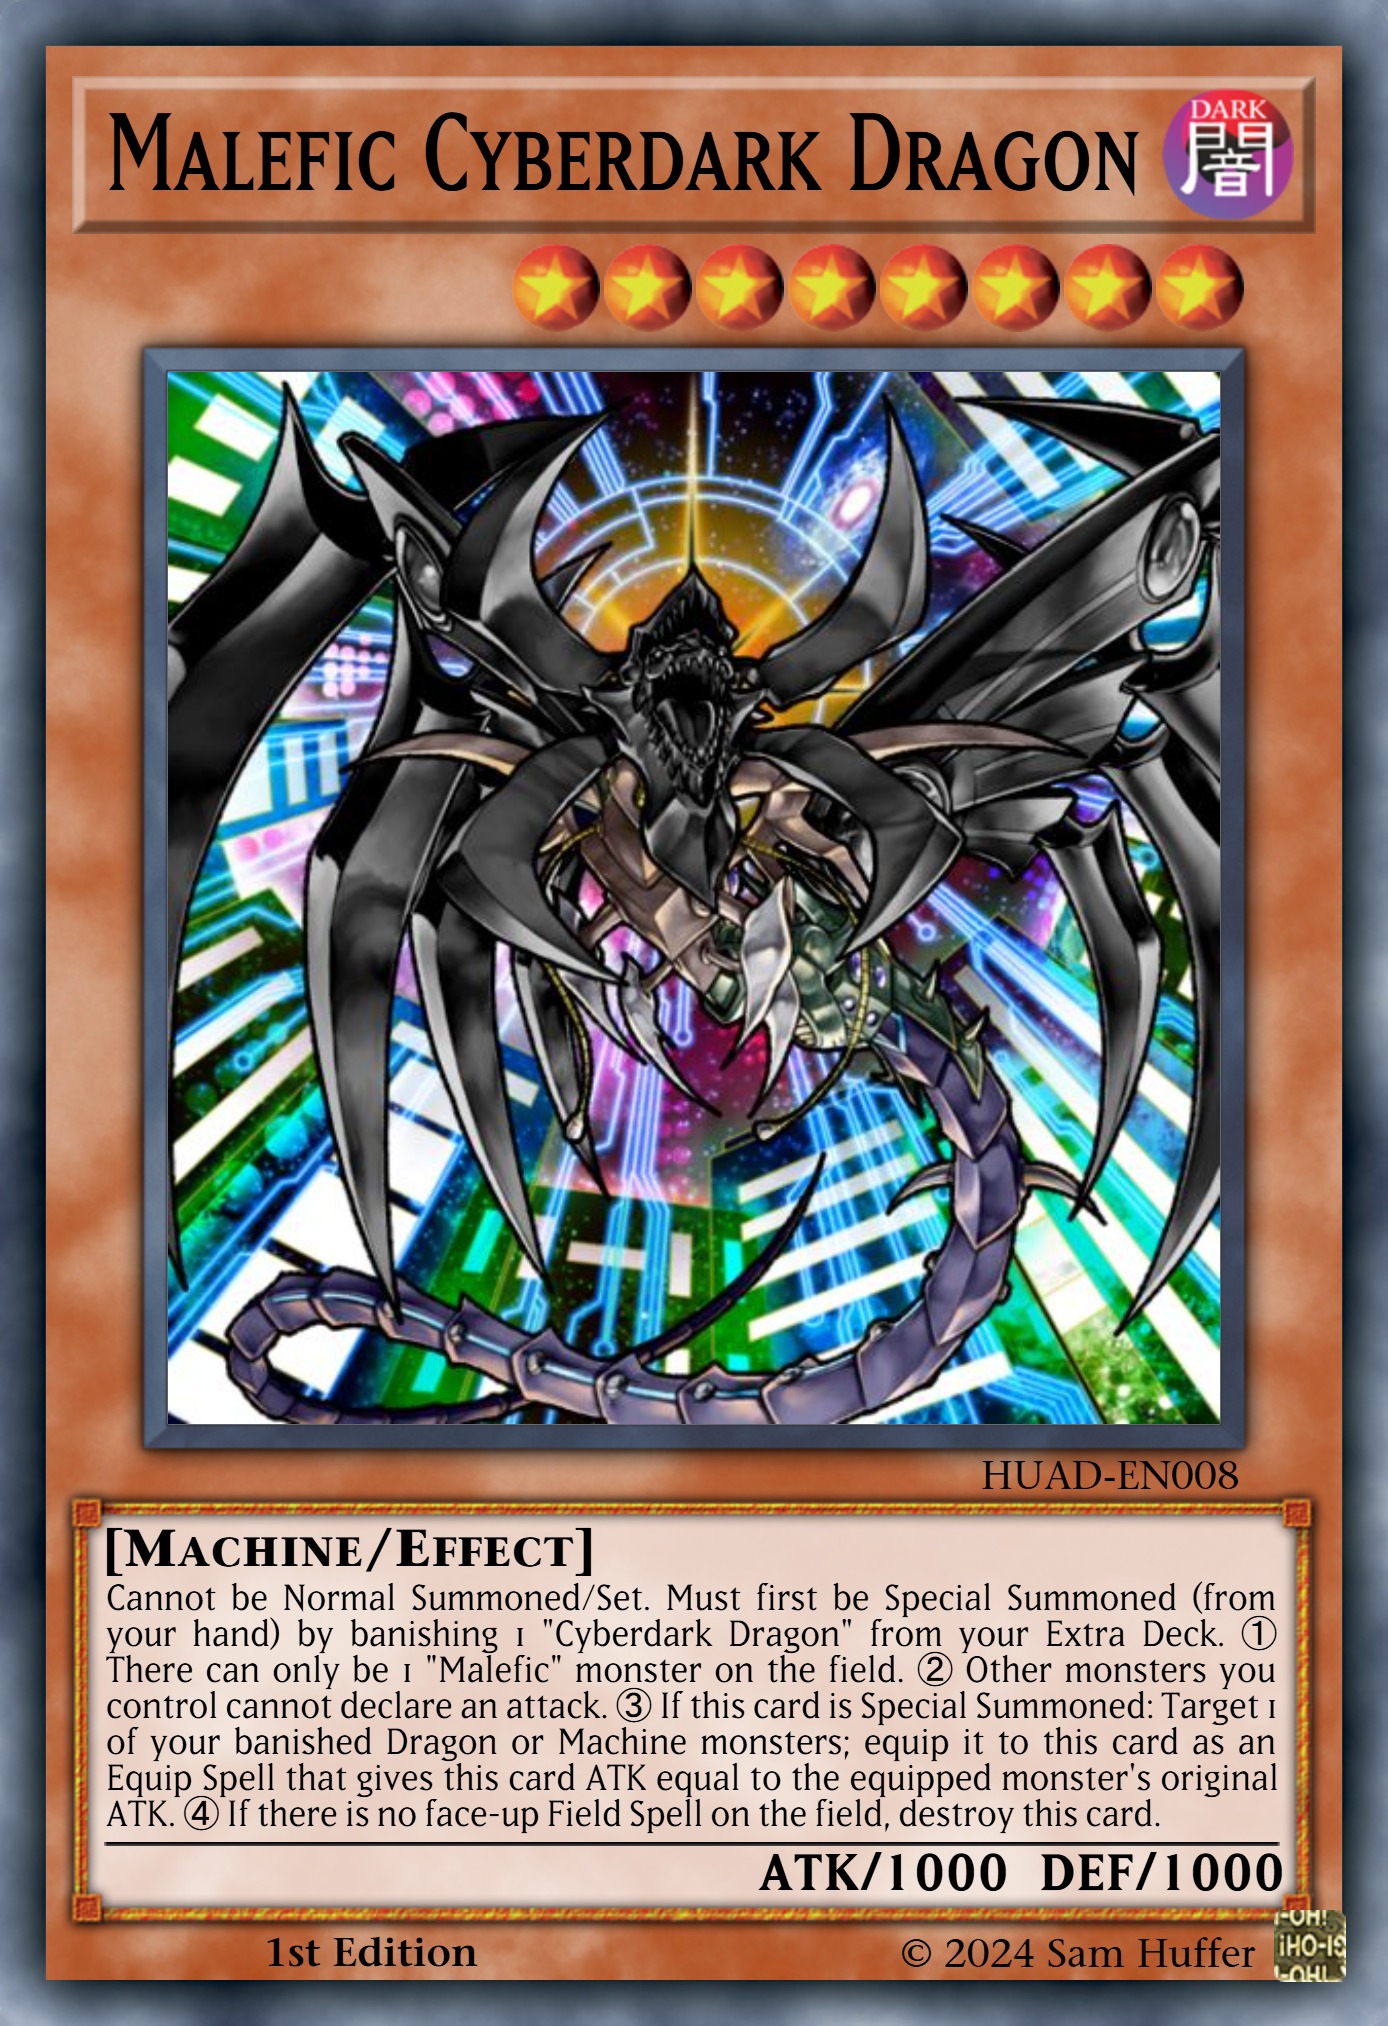 Malefic Cyberdark Dragon
DARK
闇
HUAD-EN008
[Machine/Effect]
Cannot be Normal Summoned/Set. Must first be Special Summoned (from
your hand) by banishing 1 "Cyberdark Dragon" from your Extra Deck. ①
There can only be 1 "Malefic" monster on the field. ② Other monsters you
control cannot declare an attack. ③ If this card is Special Summoned: Target 1
of your banished Dragon or Machine monsters; equip it to this card as an
Equip Spell that gives this card ATK equal to the equipped monster's original
ATK. ④ If there is no face-up Field Spell on the field, destroy this card.
ATK/1000 DEF/1000
1st Edition
© 2024 Sam Huffer